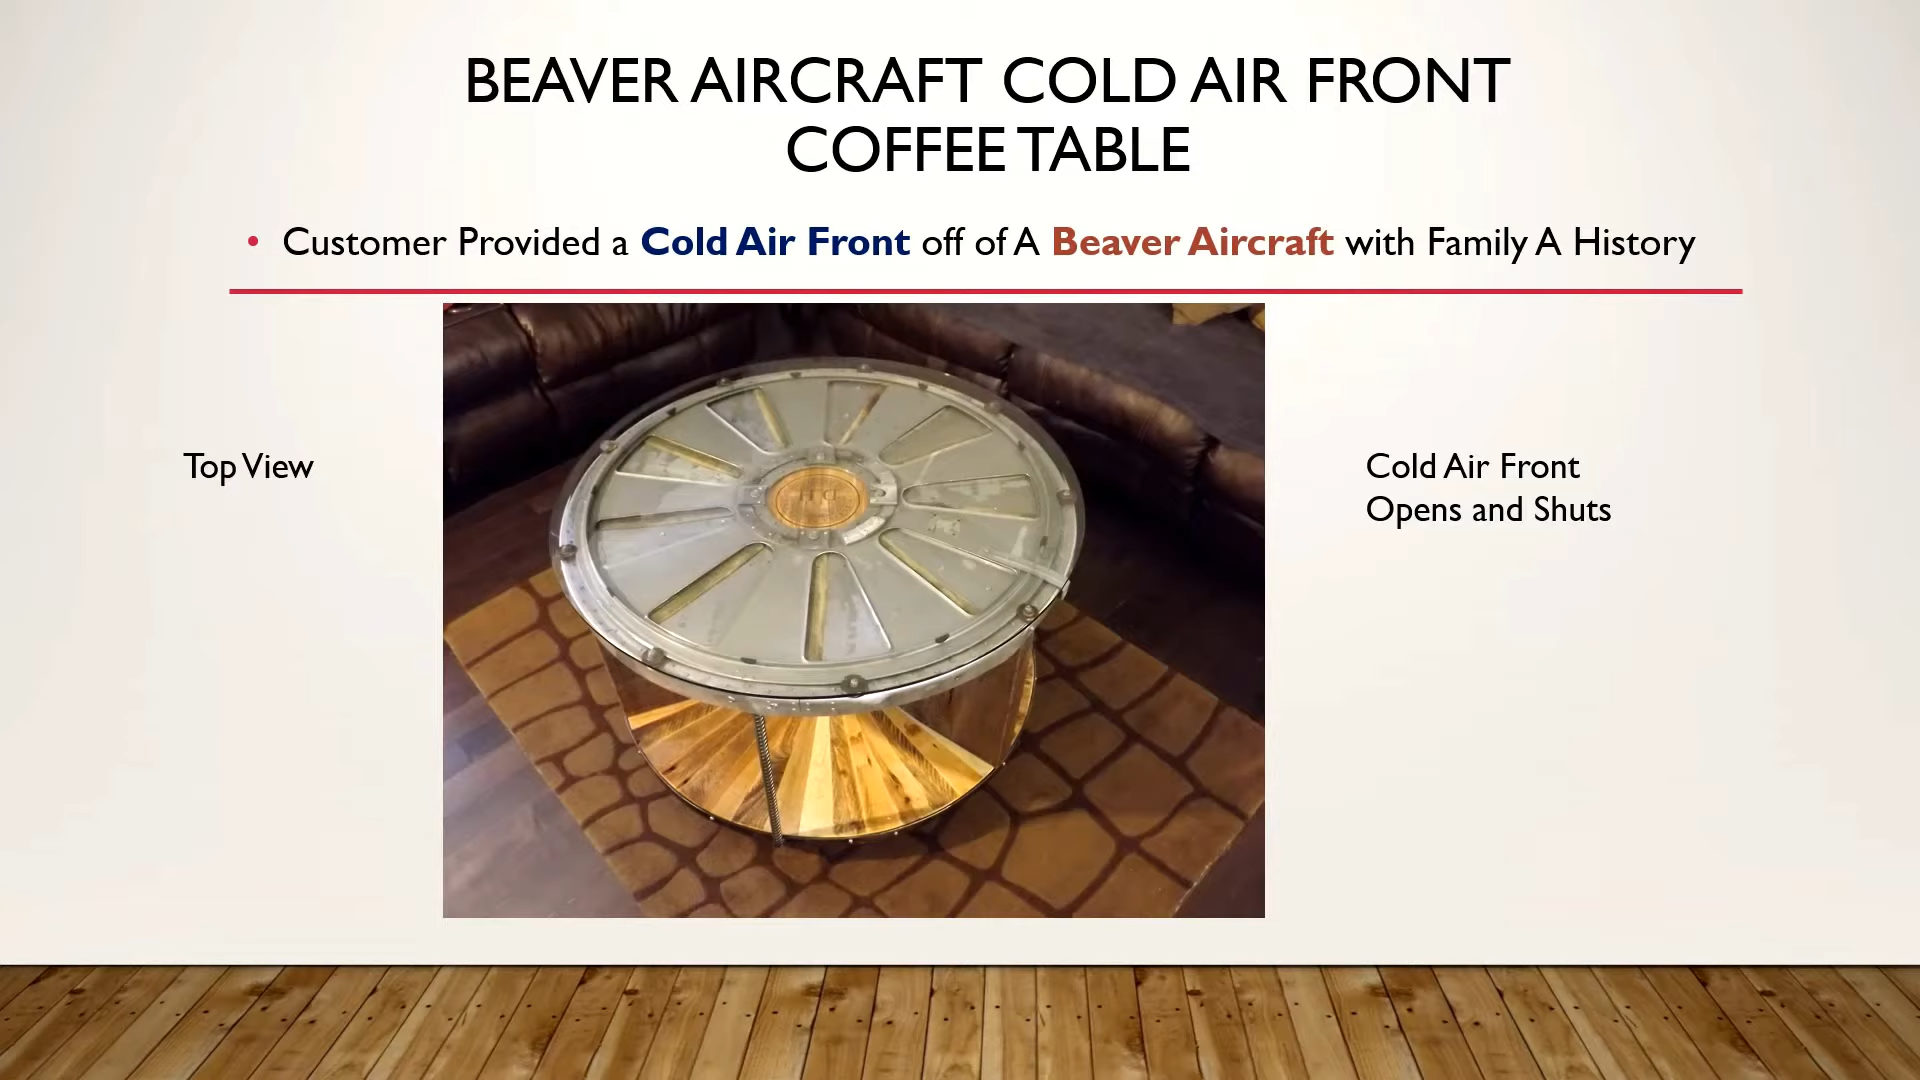 BEAVER AIRCRAFT COLD AIR FRONT
COFFEE TABLE
• Customer Provided a Cold Air Front off of A Beaver Aircraft with Family A History
Top View
Cold Air Front
Opens and Shuts